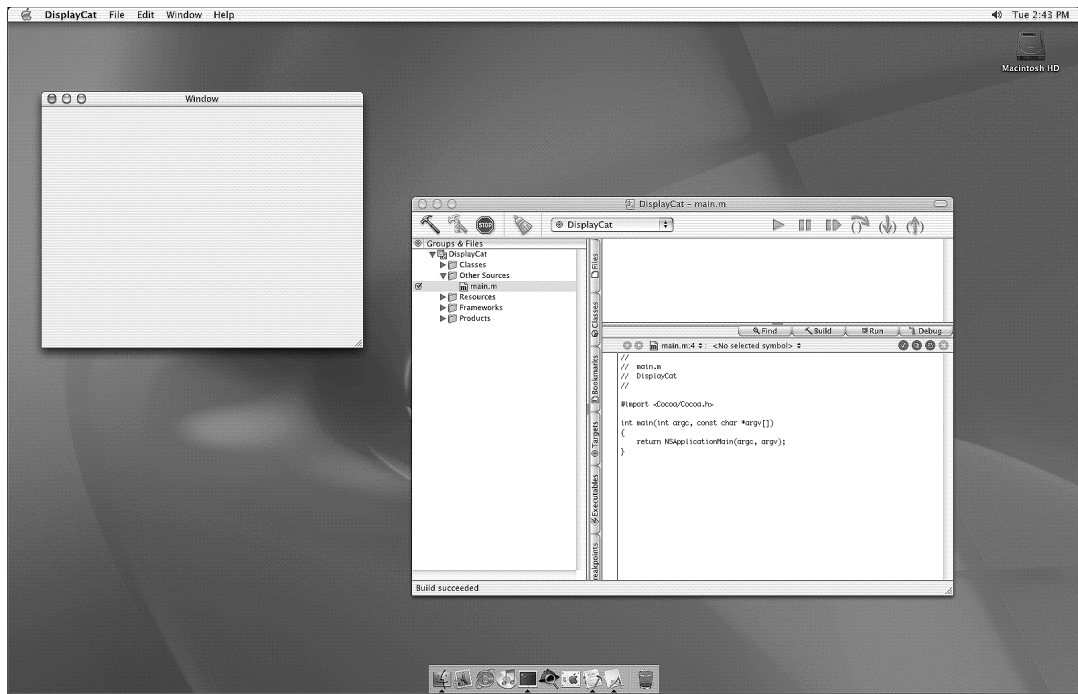 DisplayCat File Edit Window Help Tue 2:43 PM
Macintosh HD
Window
DisplayCat – main.m
STOP
DisplayCat
Groups & Files
DisplayCat
Classes
Other Sources
main.m
Resources
Frameworks
Products
Files
Classes
Bookmarks
Targets
Executables
reakpoints
Find Build Run Debug
main.m:4 : <No selected symbol>
//
// main.m
// DisplayCat
//
#import <Cocoa/Cocoa.h>
int main(int argc, const char *argv[])
{
return NSApplicationMain(argc, argv);
}
Build succeeded